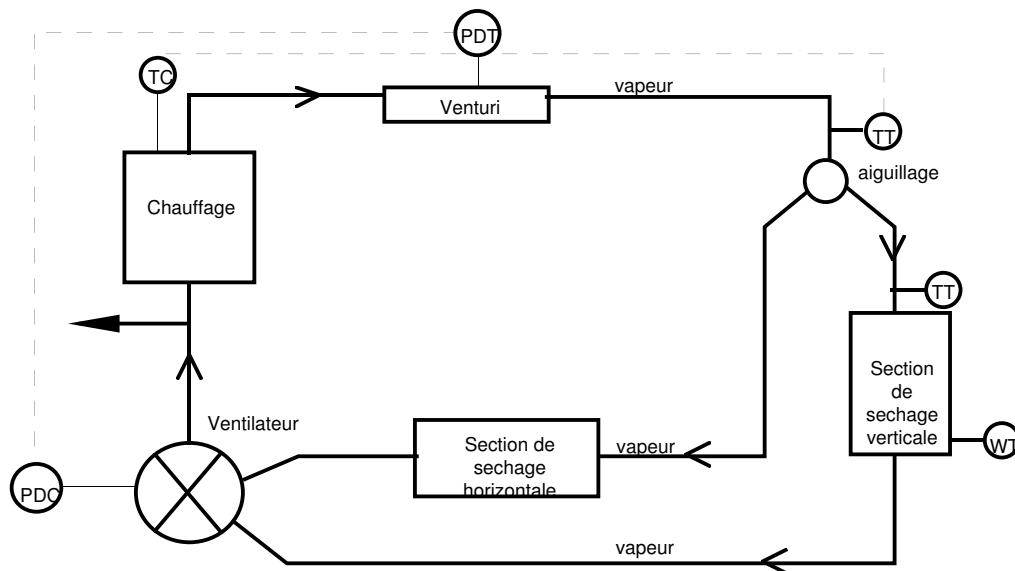 PDT
TC
vapeur
Venturi
TT
aiguillage
Chauffage
TT
Section
de
sechage
verticale
Ventilateur
Section de
sechage
horizontale
vapeur
WT
PDC
vapeur